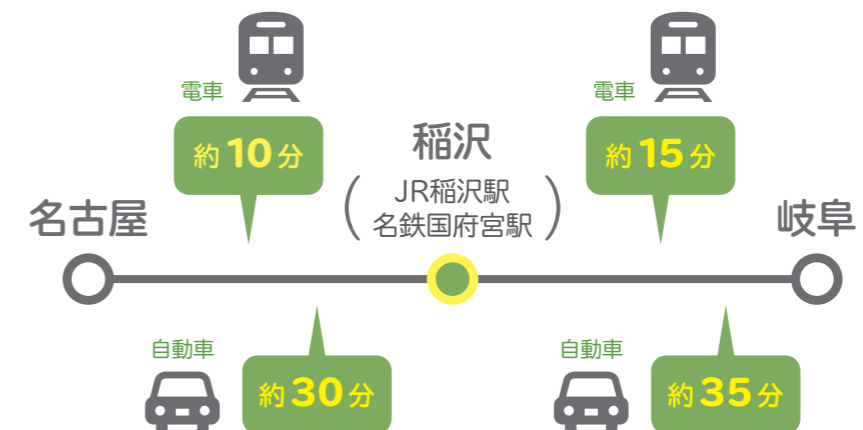 電車
約10分
電車
約15分
稲沢
(JR稲沢駅
名鉄国府宮駅)
名古屋
岐阜
自動車
約30分
自動車
約35分